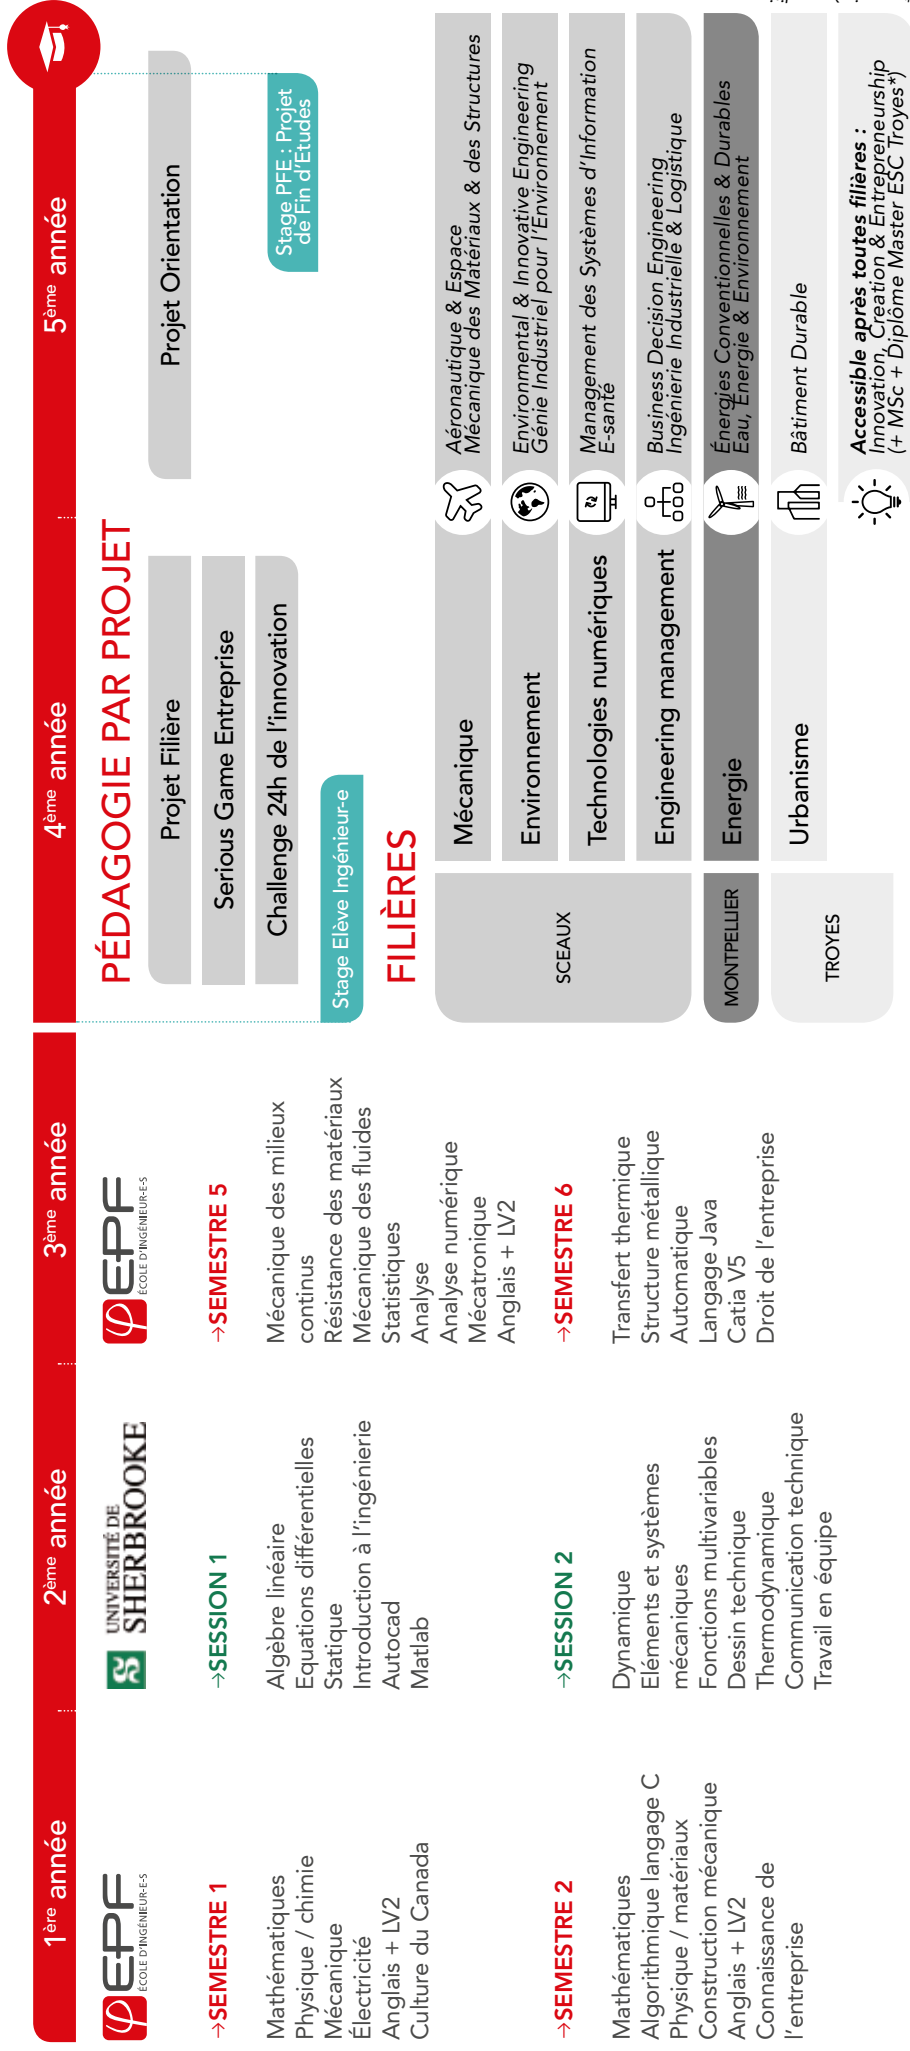 1ère année
2ème année
3ème année
4ème année
5ème année
EPF
ÉCOLE D'INGÉNIEUR-E-S
→SEMESTRE 1
Mathématiques
Physique / chimie
Mécanique
Électricité
Anglais + LV2
Culture du Canada
→SEMESTRE 2
Mathématiques
Algorithmique langage C
Physique / matériaux
Construction mécanique
Anglais + LV2
Connaissance de
l'entreprise
UNIVERSITÉ DE
SHERBROOKE
→SESSION 1
Algèbre linéaire
Equations différentielles
Statique
Introduction à l'ingénierie
Autocad
Matlab
→SESSION 2
Dynamique
Eléments et systèmes
mécaniques
Fonctions multivariables
Dessin technique
Thermodynamique
Communication technique
Travail en équipe
EPF
ÉCOLE D'INGÉNIEUR-E-S
→SEMESTRE 5
Mécanique des milieux
continus
Résistance des matériaux
Mécanique des fluides
Statistiques
Analyse
Analyse numérique
Mécatronique
Anglais + LV2
→SEMESTRE 6
Transfert thermique
Structure métallique
Automatique
Langage Java
Catia V5
Droit de l'entreprise
PÉDAGOGIE PAR PROJET
Projet Filière
Projet Orientation
Serious Game Entreprise
Challenge 24h de l'innovation
Stage PFE : Projet
de Fin d'Etudes
Stage Elève Ingénieur-e
FILIÈRES
SCEAUX
Mécanique
Aéronautique & Espace
Mécanique des Matériaux & des Structures
Environnement
Environmental & Innovative Engineering
Génie Industriel pour l'Environnement
Technologies numériques
Management des Systèmes d'Information
E-santé
Engineering management
Business Decision Engineering
Ingénierie Industrielle & Logistique
MONTPELLIER
Energie
Énergies Conventionnelles & Durables
Eau, Energie & Environnement
TROYES
Urbanisme
Bâtiment Durable
Accessible après toutes filières :
Innovation, Création & Entrepreneurship
(+ MSc + Diplôme Master ESC Troyes*)